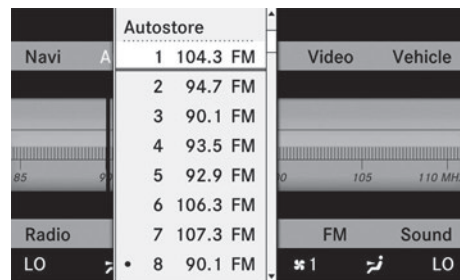 Autostore
Navi A Video Vehicle
1 104.3 FM
2 94.7 FM
3 90.1 FM
4 93.5 FM
5 92.9 FM
85 105 110 MHz
6 106.3 FM
Radio 7 107.3 FM FM Sound
LO • 8 90.1 FM 1 LO